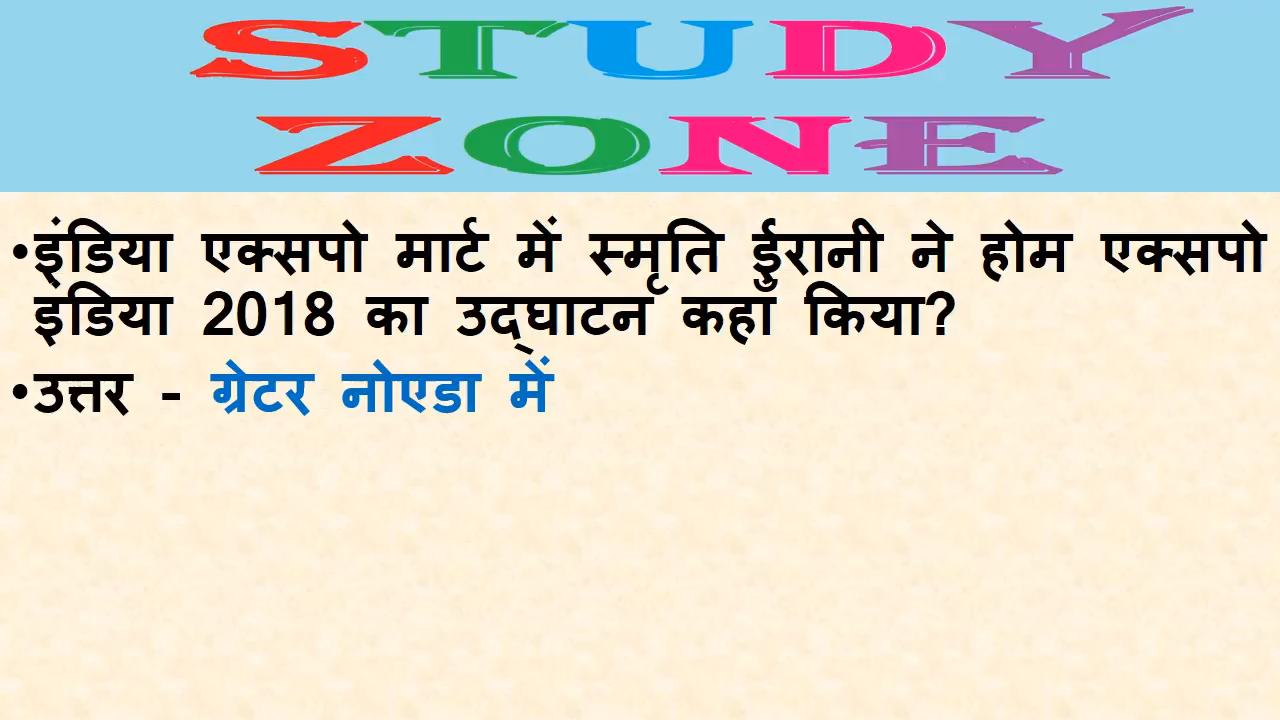 STUDY
ZONE
•इंडिया एक्सपो मार्ट में स्मृति ईरानी ने होम एक्सपो
इंडिया 2018 का उद्घाटन कहाँ किया?
•उत्तर - ग्रेटर नोएडा में